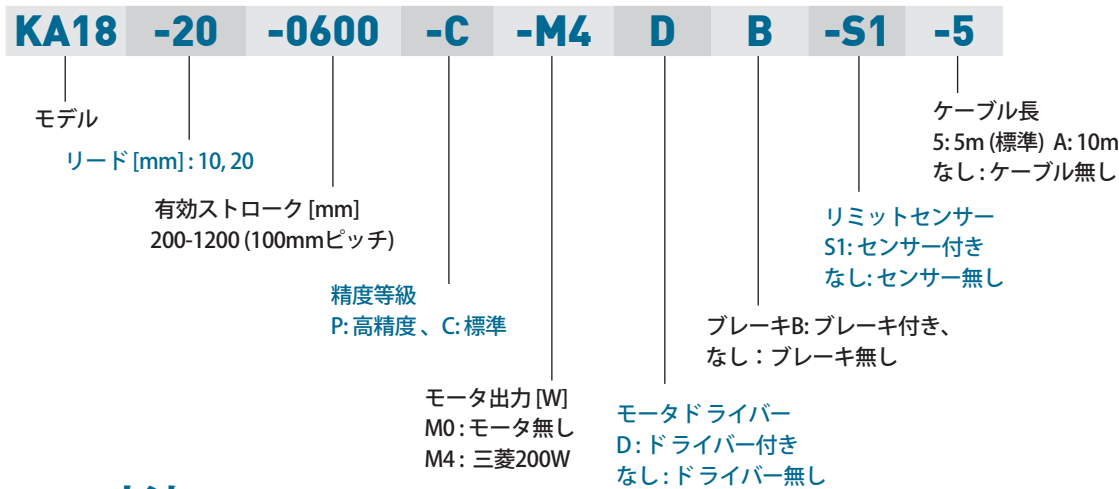 KA18 -20 -0600 -C -M4 D B -S1 -5
モデル
リード [mm] : 10, 20
有効ストローク [mm]
200-1200 (100mmピッチ)
精度等級
P: 高精度 、C: 標準
モータ出力 [W]
M0 : モータ無し
M4 : 三菱200W
モータドライバー
D : ドライバー付き
なし : ドライバー無し
ブレーキB: ブレーキ付き、
なし：ブレーキ無し
リミットセンサー
S1: センサー付き
なし: センサー無し
ケーブル長
5: 5m (標準) A: 10m
なし : ケーブル無し